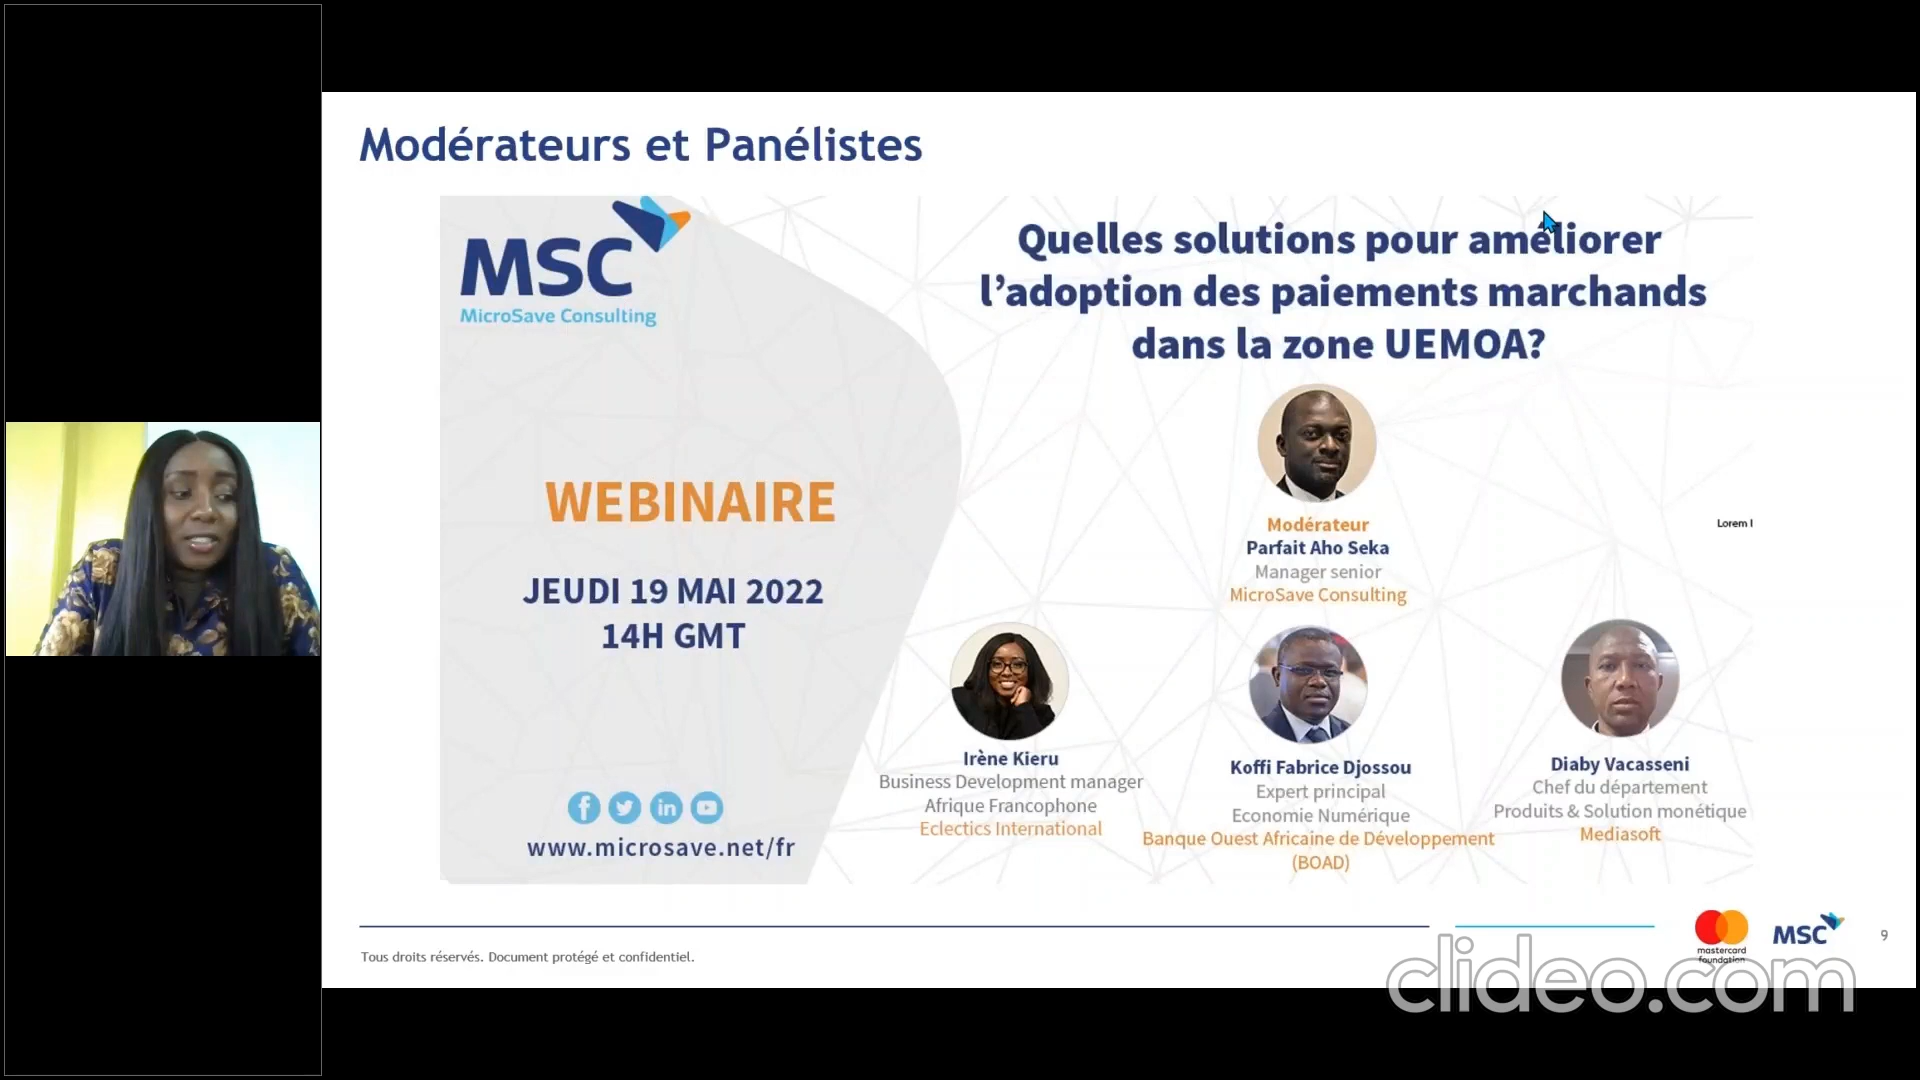 Modérateurs et Panélistes
MSC
MicroSave Consulting
Quelles solutions pour améliorer
l’adoption des paiements marchands
dans la zone UEMOA?
WEBINAIRE
JEUDI 19 MAI 2022
14H GMT
www.microsave.net/fr
Modérateur
Parfait Aho Seka
Manager senior
MicroSave Consulting
Lorem I
Irène Kieru
Business Development manager
Afrique Francophone
Eclectics International
Koffi Fabrice Djossou
Expert principal
Economie Numérique
Banque Ouest Africaine de Développement
(BOAD)
Diaby Vacasseni
Chef du département
Produits & Solution monétique
Mediasoft
Tous droits réservés. Document protégé et confidentiel.
mastercard
foundation
MSC
9
clideo.com